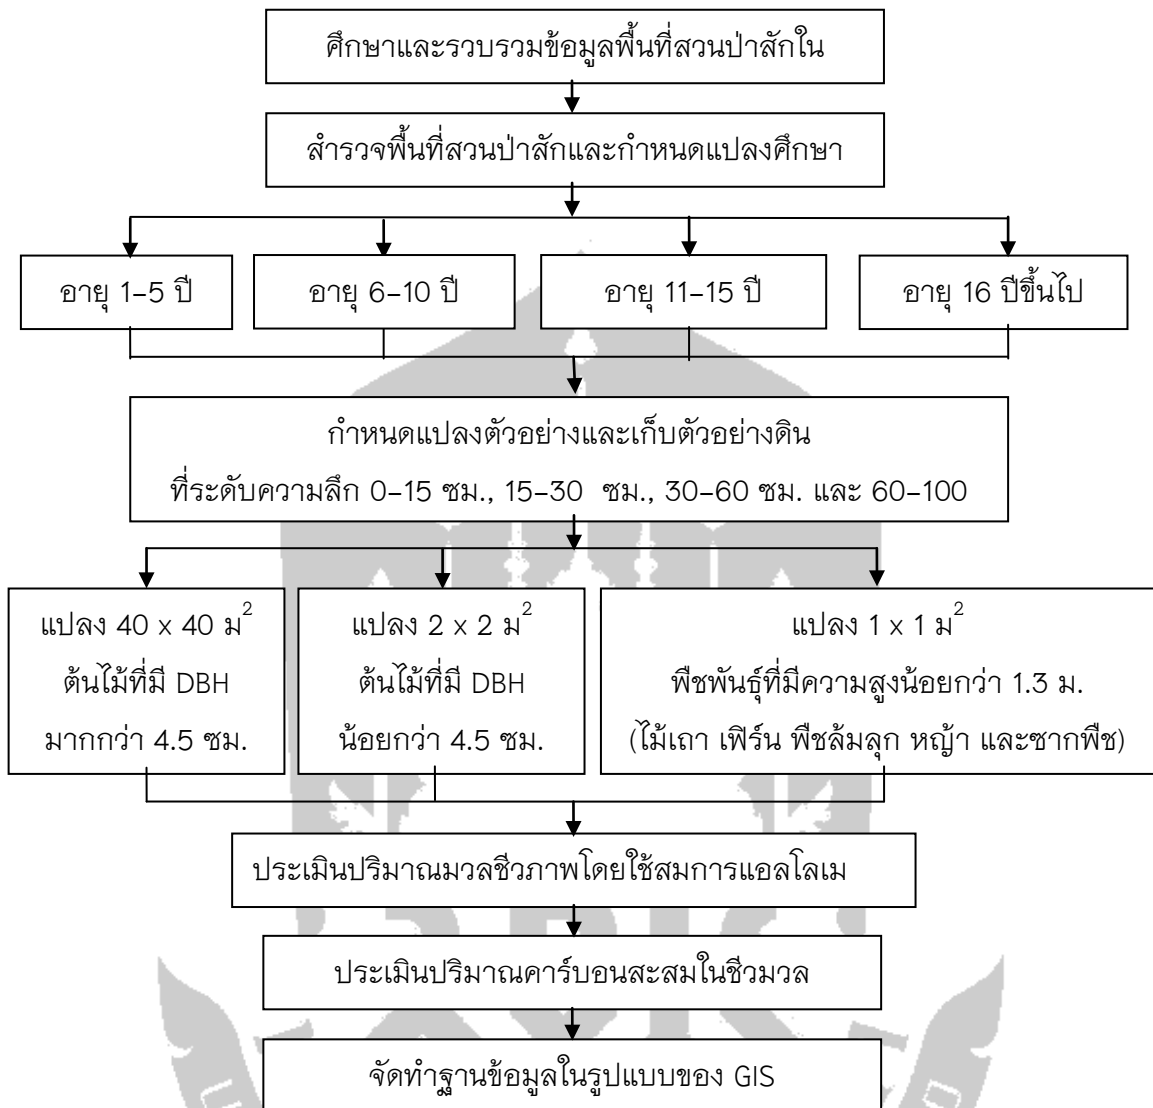 ศึกษาและรวบรวมข้อมูลพื้นที่สวนป่าสักใน
สำรวจพื้นที่สวนป่าสักและกำหนดแปลงศึกษา
อายุ 1–5 ปี
อายุ 6–10 ปี
อายุ 11–15 ปี
อายุ 16 ปีขึ้นไป
กำหนดแปลงตัวอย่างและเก็บตัวอย่างดิน
ที่ระดับความลึก 0–15 ซม., 15–30 ซม., 30–60 ซม. และ 60–100
แปลง 40 x 40 ม²
ต้นไม้ที่มี DBH
มากกว่า 4.5 ซม.
แปลง 2 x 2 ม²
ต้นไม้ที่มี DBH
น้อยกว่า 4.5 ซม.
แปลง 1 x 1 ม²
พืชพันธุ์ที่มีความสูงน้อยกว่า 1.3 ม.
(ไม้เถา เฟิร์น พืชล้มลุก หญ้า และซากพืช)
ประเมินปริมาณมวลชีวภาพโดยใช้สมการแอลโลเม
ประเมินปริมาณคาร์บอนสะสมในชีวมวล
จัดทำฐานข้อมูลในรูปแบบของ GIS